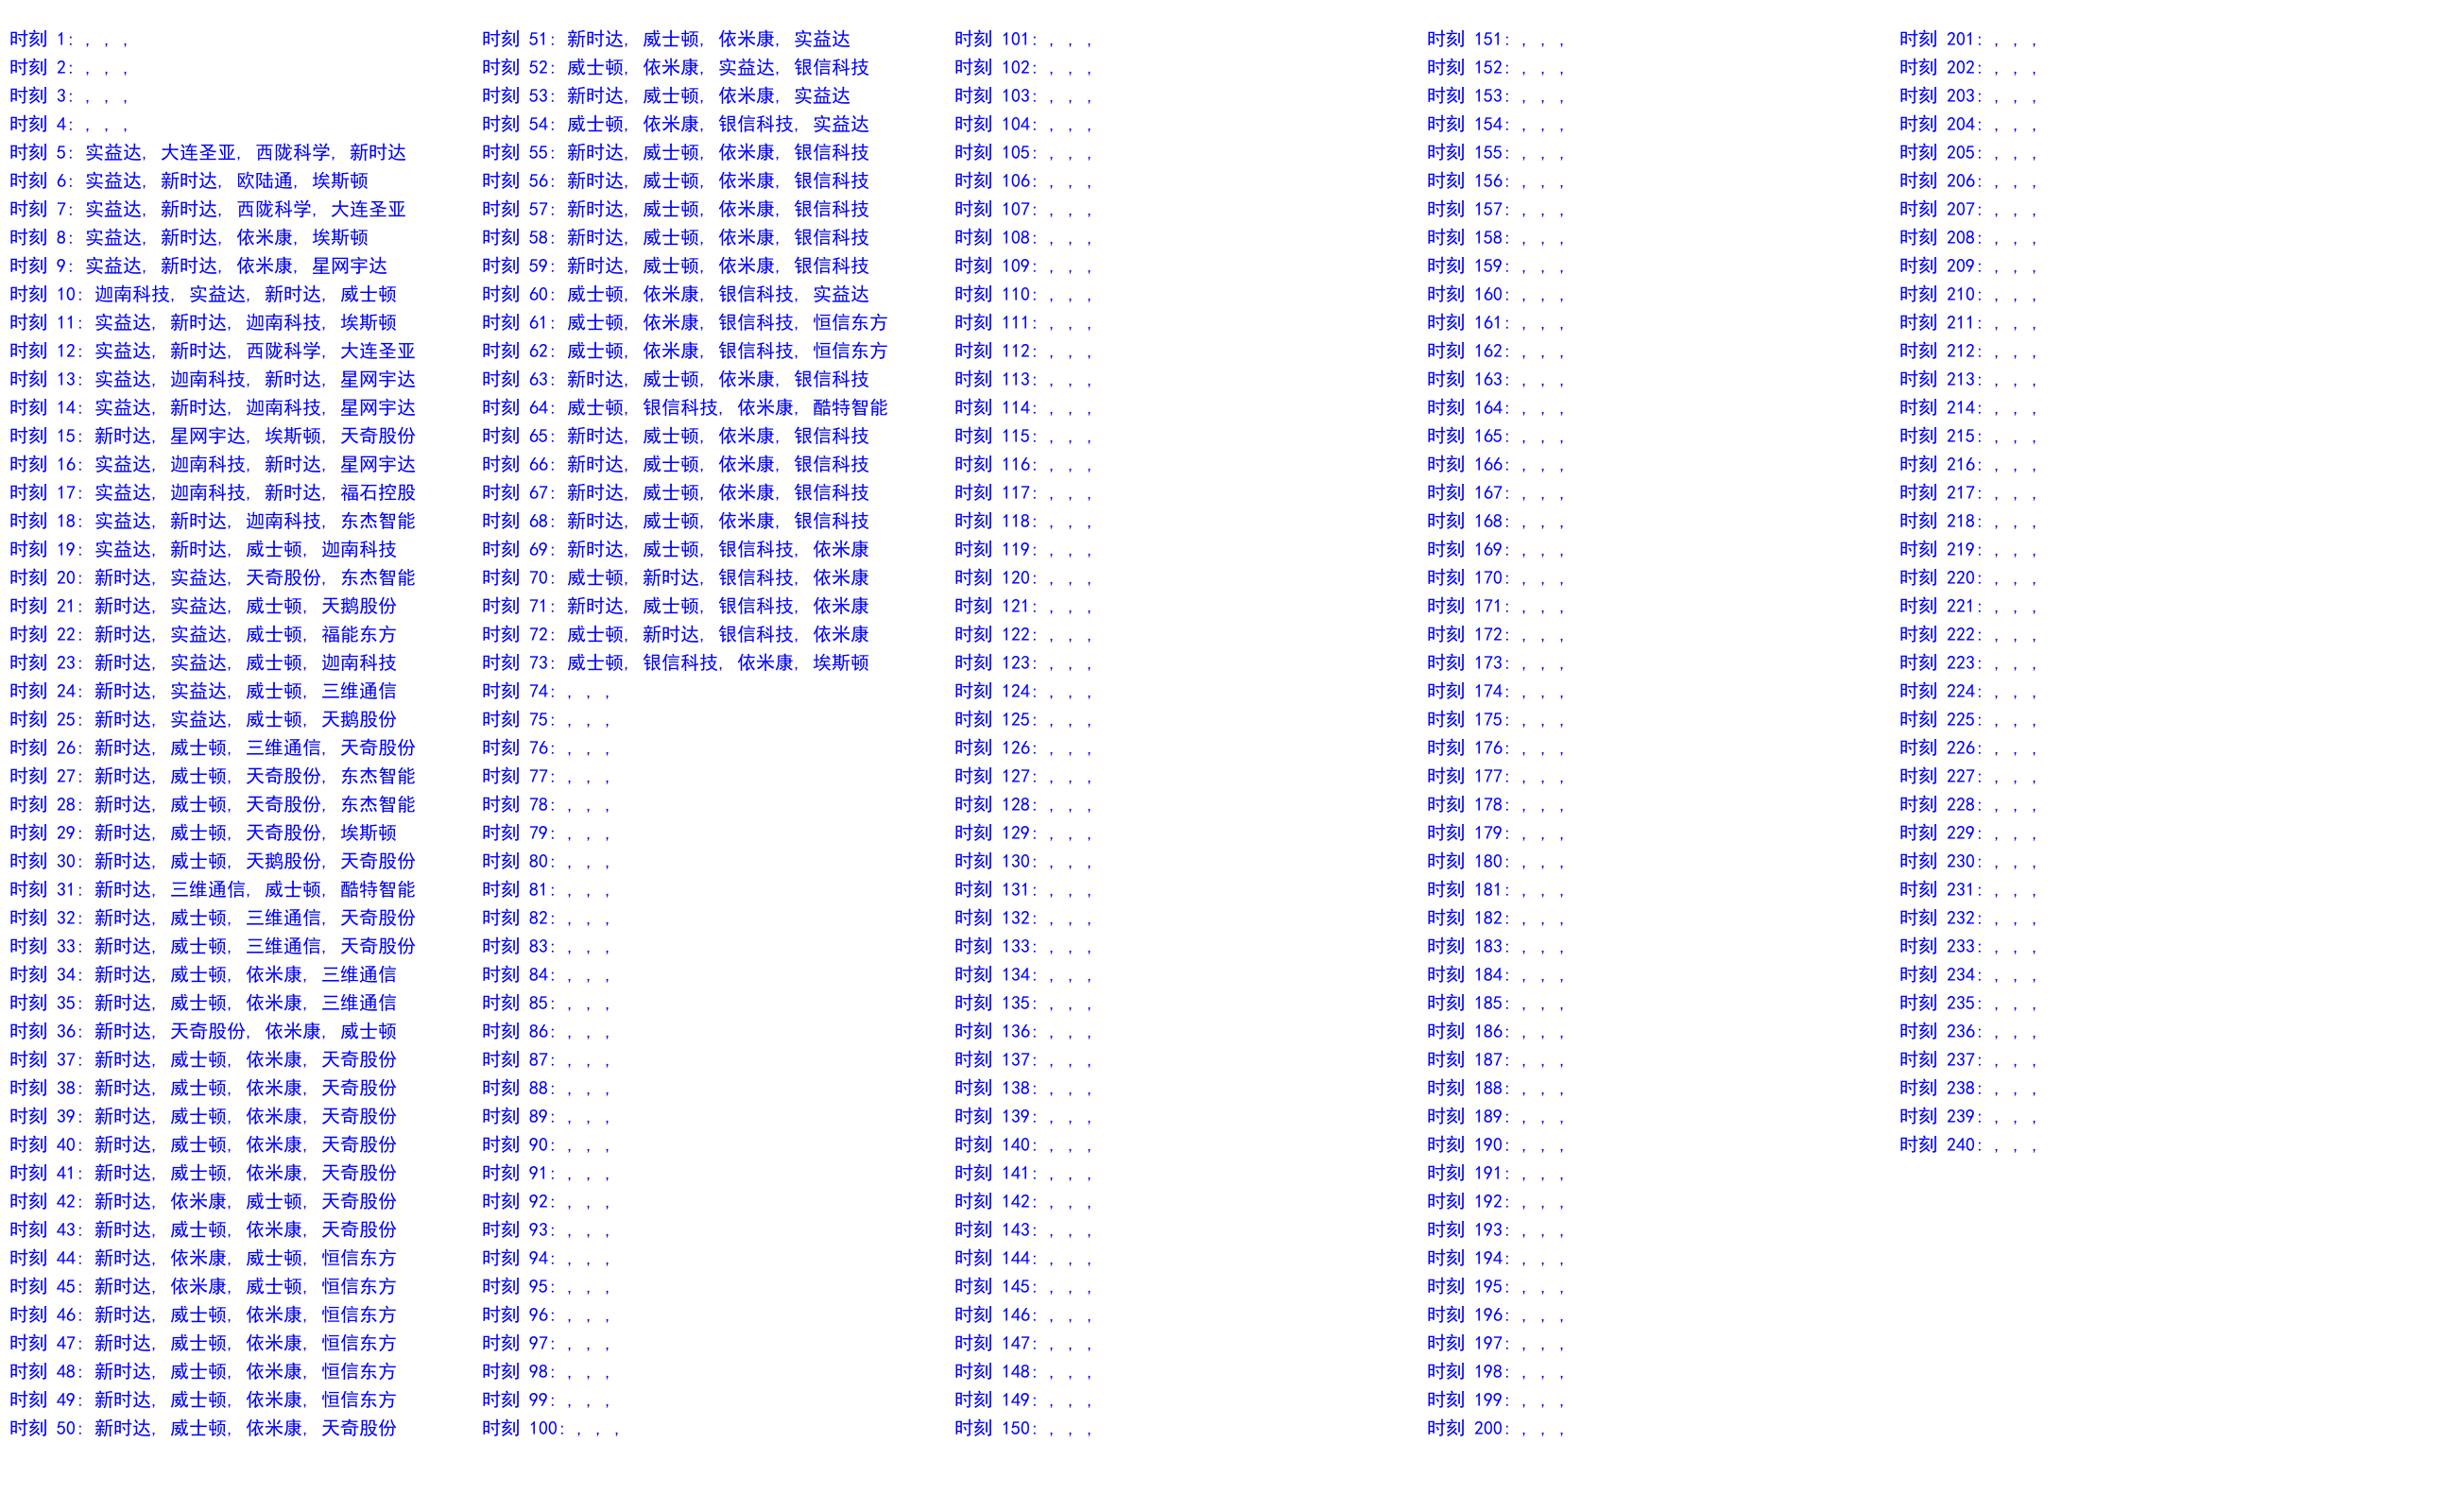 时刻 1: , , ,
时刻 2: , , ,
时刻 3: , , ,
时刻 4: , , ,
时刻 5: 实益达, 大连圣亚, 西陇科学, 新时达
时刻 6: 实益达, 新时达, 欧陆通, 埃斯顿
时刻 7: 实益达, 新时达, 西陇科学, 大连圣亚
时刻 8: 实益达, 新时达, 依米康, 埃斯顿
时刻 9: 实益达, 新时达, 依米康, 星网宇达
时刻 10: 迦南科技, 实益达, 新时达, 威士顿
时刻 11: 实益达, 新时达, 迦南科技, 埃斯顿
时刻 12: 实益达, 新时达, 西陇科学, 大连圣亚
时刻 13: 实益达, 迦南科技, 新时达, 星网宇达
时刻 14: 实益达, 新时达, 迦南科技, 星网宇达
时刻 15: 新时达, 星网宇达, 埃斯顿, 天奇股份
时刻 16: 实益达, 迦南科技, 新时达, 星网宇达
时刻 17: 实益达, 迦南科技, 新时达, 福石控股
时刻 18: 实益达, 新时达, 迦南科技, 东杰智能
时刻 19: 实益达, 新时达, 威士顿, 迦南科技
时刻 20: 新时达, 实益达, 天奇股份, 东杰智能
时刻 21: 新时达, 实益达, 威士顿, 天鹅股份
时刻 22: 新时达, 实益达, 威士顿, 福能东方
时刻 23: 新时达, 实益达, 威士顿, 迦南科技
时刻 24: 新时达, 实益达, 威士顿, 三维通信
时刻 25: 新时达, 实益达, 威士顿, 天鹅股份
时刻 26: 新时达, 威士顿, 三维通信, 天奇股份
时刻 27: 新时达, 威士顿, 天奇股份, 东杰智能
时刻 28: 新时达, 威士顿, 天奇股份, 东杰智能
时刻 29: 新时达, 威士顿, 天奇股份, 埃斯顿
时刻 30: 新时达, 威士顿, 天鹅股份, 天奇股份
时刻 31: 新时达, 三维通信, 威士顿, 酷特智能
时刻 32: 新时达, 威士顿, 三维通信, 天奇股份
时刻 33: 新时达, 威士顿, 三维通信, 天奇股份
时刻 34: 新时达, 威士顿, 依米康, 三维通信
时刻 35: 新时达, 威士顿, 依米康, 三维通信
时刻 36: 新时达, 天奇股份, 依米康, 威士顿
时刻 37: 新时达, 威士顿, 依米康, 天奇股份
时刻 38: 新时达, 威士顿, 依米康, 天奇股份
时刻 39: 新时达, 威士顿, 依米康, 天奇股份
时刻 40: 新时达, 威士顿, 依米康, 天奇股份
时刻 41: 新时达, 威士顿, 依米康, 天奇股份
时刻 42: 新时达, 依米康, 威士顿, 天奇股份
时刻 43: 新时达, 威士顿, 依米康, 天奇股份
时刻 44: 新时达, 依米康, 威士顿, 恒信东方
时刻 45: 新时达, 依米康, 威士顿, 恒信东方
时刻 46: 新时达, 威士顿, 依米康, 恒信东方
时刻 47: 新时达, 威士顿, 依米康, 恒信东方
时刻 48: 新时达, 威士顿, 依米康, 恒信东方
时刻 49: 新时达, 威士顿, 依米康, 恒信东方
时刻 50: 新时达, 威士顿, 依米康, 天奇股份
时刻 51: 新时达, 威士顿, 依米康, 实益达
时刻 52: 威士顿, 依米康, 实益达, 银信科技
时刻 53: 新时达, 威士顿, 依米康, 实益达
时刻 54: 威士顿, 依米康, 银信科技, 实益达
时刻 55: 新时达, 威士顿, 依米康, 银信科技
时刻 56: 新时达, 威士顿, 依米康, 银信科技
时刻 57: 新时达, 威士顿, 依米康, 银信科技
时刻 58: 新时达, 威士顿, 依米康, 银信科技
时刻 59: 新时达, 威士顿, 依米康, 银信科技
时刻 60: 威士顿, 依米康, 银信科技, 实益达
时刻 61: 威士顿, 依米康, 银信科技, 恒信东方
时刻 62: 威士顿, 依米康, 银信科技, 恒信东方
时刻 63: 新时达, 威士顿, 依米康, 银信科技
时刻 64: 威士顿, 银信科技, 依米康, 酷特智能
时刻 65: 新时达, 威士顿, 依米康, 银信科技
时刻 66: 新时达, 威士顿, 依米康, 银信科技
时刻 67: 新时达, 威士顿, 依米康, 银信科技
时刻 68: 新时达, 威士顿, 依米康, 银信科技
时刻 69: 新时达, 威士顿, 银信科技, 依米康
时刻 70: 威士顿, 新时达, 银信科技, 依米康
时刻 71: 新时达, 威士顿, 银信科技, 依米康
时刻 72: 威士顿, 新时达, 银信科技, 依米康
时刻 73: 威士顿, 银信科技, 依米康, 埃斯顿
时刻 74: , , ,
时刻 75: , , ,
时刻 76: , , ,
时刻 77: , , ,
时刻 78: , , ,
时刻 79: , , ,
时刻 80: , , ,
时刻 81: , , ,
时刻 82: , , ,
时刻 83: , , ,
时刻 84: , , ,
时刻 85: , , ,
时刻 86: , , ,
时刻 87: , , ,
时刻 88: , , ,
时刻 89: , , ,
时刻 90: , , ,
时刻 91: , , ,
时刻 92: , , ,
时刻 93: , , ,
时刻 94: , , ,
时刻 95: , , ,
时刻 96: , , ,
时刻 97: , , ,
时刻 98: , , ,
时刻 99: , , ,
时刻 100: , , ,
时刻 101: , , ,
时刻 102: , , ,
时刻 103: , , ,
时刻 104: , , ,
时刻 105: , , ,
时刻 106: , , ,
时刻 107: , , ,
时刻 108: , , ,
时刻 109: , , ,
时刻 110: , , ,
时刻 111: , , ,
时刻 112: , , ,
时刻 113: , , ,
时刻 114: , , ,
时刻 115: , , ,
时刻 116: , , ,
时刻 117: , , ,
时刻 118: , , ,
时刻 119: , , ,
时刻 120: , , ,
时刻 121: , , ,
时刻 122: , , ,
时刻 123: , , ,
时刻 124: , , ,
时刻 125: , , ,
时刻 126: , , ,
时刻 127: , , ,
时刻 128: , , ,
时刻 129: , , ,
时刻 130: , , ,
时刻 131: , , ,
时刻 132: , , ,
时刻 133: , , ,
时刻 134: , , ,
时刻 135: , , ,
时刻 136: , , ,
时刻 137: , , ,
时刻 138: , , ,
时刻 139: , , ,
时刻 140: , , ,
时刻 141: , , ,
时刻 142: , , ,
时刻 143: , , ,
时刻 144: , , ,
时刻 145: , , ,
时刻 146: , , ,
时刻 147: , , ,
时刻 148: , , ,
时刻 149: , , ,
时刻 150: , , ,
时刻 151: , , ,
时刻 152: , , ,
时刻 153: , , ,
时刻 154: , , ,
时刻 155: , , ,
时刻 156: , , ,
时刻 157: , , ,
时刻 158: , , ,
时刻 159: , , ,
时刻 160: , , ,
时刻 161: , , ,
时刻 162: , , ,
时刻 163: , , ,
时刻 164: , , ,
时刻 165: , , ,
时刻 166: , , ,
时刻 167: , , ,
时刻 168: , , ,
时刻 169: , , ,
时刻 170: , , ,
时刻 171: , , ,
时刻 172: , , ,
时刻 173: , , ,
时刻 174: , , ,
时刻 175: , , ,
时刻 176: , , ,
时刻 177: , , ,
时刻 178: , , ,
时刻 179: , , ,
时刻 180: , , ,
时刻 181: , , ,
时刻 182: , , ,
时刻 183: , , ,
时刻 184: , , ,
时刻 185: , , ,
时刻 186: , , ,
时刻 187: , , ,
时刻 188: , , ,
时刻 189: , , ,
时刻 190: , , ,
时刻 191: , , ,
时刻 192: , , ,
时刻 193: , , ,
时刻 194: , , ,
时刻 195: , , ,
时刻 196: , , ,
时刻 197: , , ,
时刻 198: , , ,
时刻 199: , , ,
时刻 200: , , ,
时刻 201: , , ,
时刻 202: , , ,
时刻 203: , , ,
时刻 204: , , ,
时刻 205: , , ,
时刻 206: , , ,
时刻 207: , , ,
时刻 208: , , ,
时刻 209: , , ,
时刻 210: , , ,
时刻 211: , , ,
时刻 212: , , ,
时刻 213: , , ,
时刻 214: , , ,
时刻 215: , , ,
时刻 216: , , ,
时刻 217: , , ,
时刻 218: , , ,
时刻 219: , , ,
时刻 220: , , ,
时刻 221: , , ,
时刻 222: , , ,
时刻 223: , , ,
时刻 224: , , ,
时刻 225: , , ,
时刻 226: , , ,
时刻 227: , , ,
时刻 228: , , ,
时刻 229: , , ,
时刻 230: , , ,
时刻 231: , , ,
时刻 232: , , ,
时刻 233: , , ,
时刻 234: , , ,
时刻 235: , , ,
时刻 236: , , ,
时刻 237: , , ,
时刻 238: , , ,
时刻 239: , , ,
时刻 240: , , ,